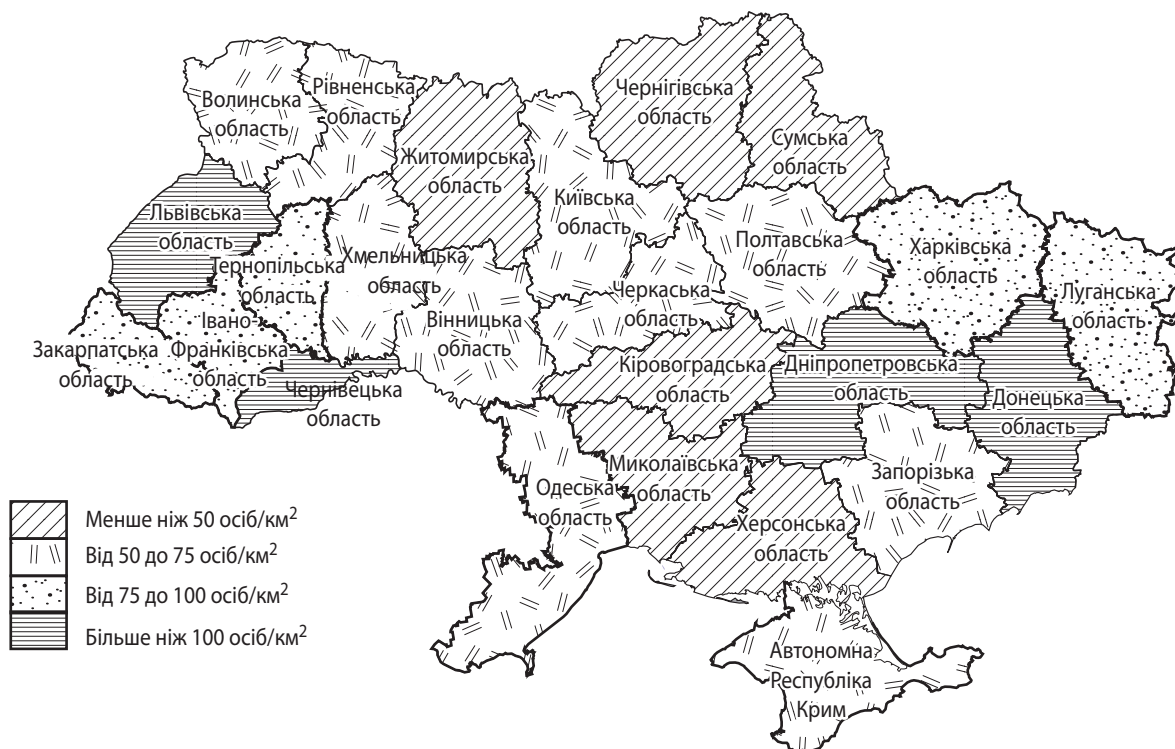 Волинська
область
Рівненська
область
Житомирська
область
Чернігівська
область
Сумська
область
Львівська
область
Тернопільська
область
Хмельницька
область
Київська
область
Черкаська
область
Полтавська
область
Харківська
область
Луганська
область
Закарпатська
область
Івано-
Франківська
область
Чернівецька
область
Вінницька
область
Кіровоградська
область
Дніпропетровська
область
Донецька
область
Одеська
область
Миколаївська
область
Херсонська
область
Запорізька
область
Автономна
Республіка
Крим
Менше ніж 50 осіб/км²
Від 50 до 75 осіб/км²
Від 75 до 100 осіб/км²
Більше ніж 100 осіб/км²